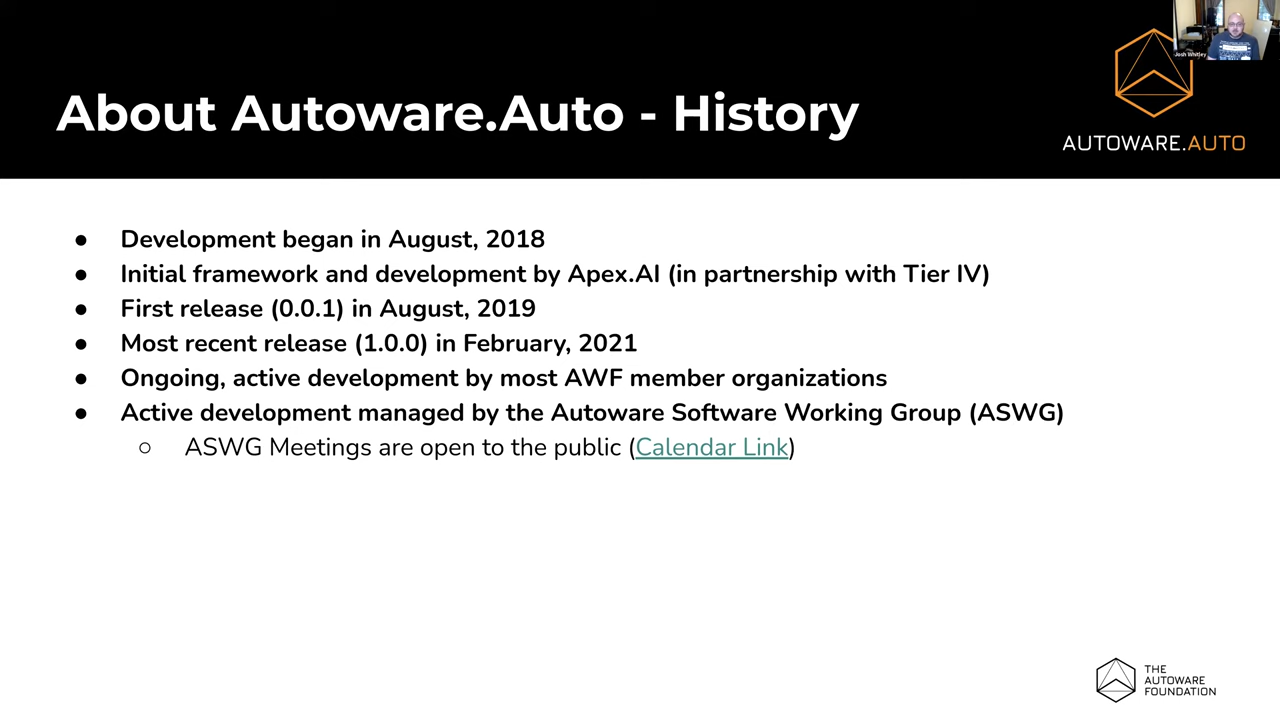 Josh Whitley
About Autoware.Auto - History
AUTOWARE.AUTO
● Development began in August, 2018
● Initial framework and development by Apex.AI (in partnership with Tier IV)
● First release (0.0.1) in August, 2019
● Most recent release (1.0.0) in February, 2021
● Ongoing, active development by most AWF member organizations
● Active development managed by the Autoware Software Working Group (ASWG)
○ ASWG Meetings are open to the public (Calendar Link)
THE
AUTOWARE
FOUNDATION